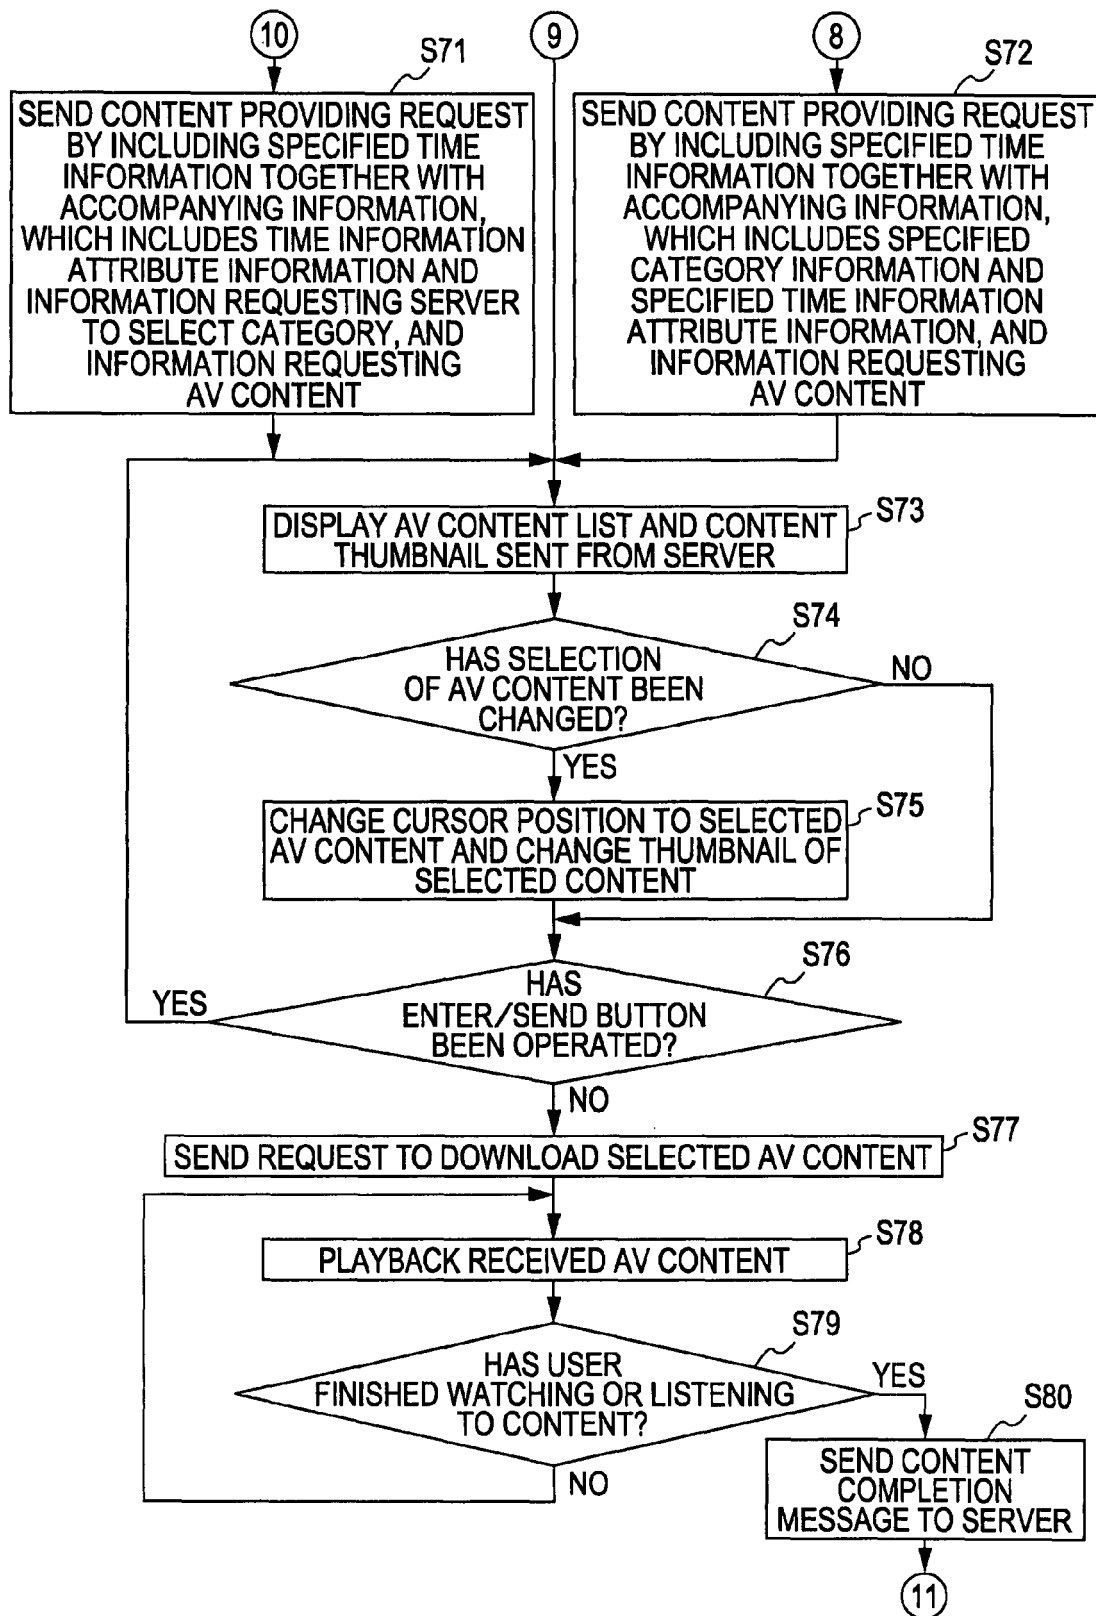 10
9
8
S71
S72
SEND CONTENT PROVIDING REQUEST
BY INCLUDING SPECIFIED TIME
INFORMATION TOGETHER WITH
ACCOMPANYING INFORMATION,
WHICH INCLUDES TIME INFORMATION
ATTRIBUTE INFORMATION AND
INFORMATION REQUESTING SERVER
TO SELECT CATEGORY, AND
INFORMATION REQUESTING
AV CONTENT
SEND CONTENT PROVIDING REQUEST
BY INCLUDING SPECIFIED TIME
INFORMATION TOGETHER WITH
ACCOMPANYING INFORMATION,
WHICH INCLUDES SPECIFIED
CATEGORY INFORMATION AND
SPECIFIED TIME INFORMATION
ATTRIBUTE INFORMATION, AND
INFORMATION REQUESTING
AV CONTENT
S73
DISPLAY AV CONTENT LIST AND CONTENT
THUMBNAIL SENT FROM SERVER
S74
HAS SELECTION
OF AV CONTENT BEEN
CHANGED?
NO
YES
S75
CHANGE CURSOR POSITION TO SELECTED
AV CONTENT AND CHANGE THUMBNAIL OF
SELECTED CONTENT
S76
YES
HAS
ENTER/SEND BUTTON
BEEN OPERATED?
NO
S77
SEND REQUEST TO DOWNLOAD SELECTED AV CONTENT
S78
PLAYBACK RECEIVED AV CONTENT
S79
HAS USER
FINISHED WATCHING OR LISTENING
TO CONTENT?
YES
NO
S80
SEND CONTENT
COMPLETION
MESSAGE TO SERVER
11